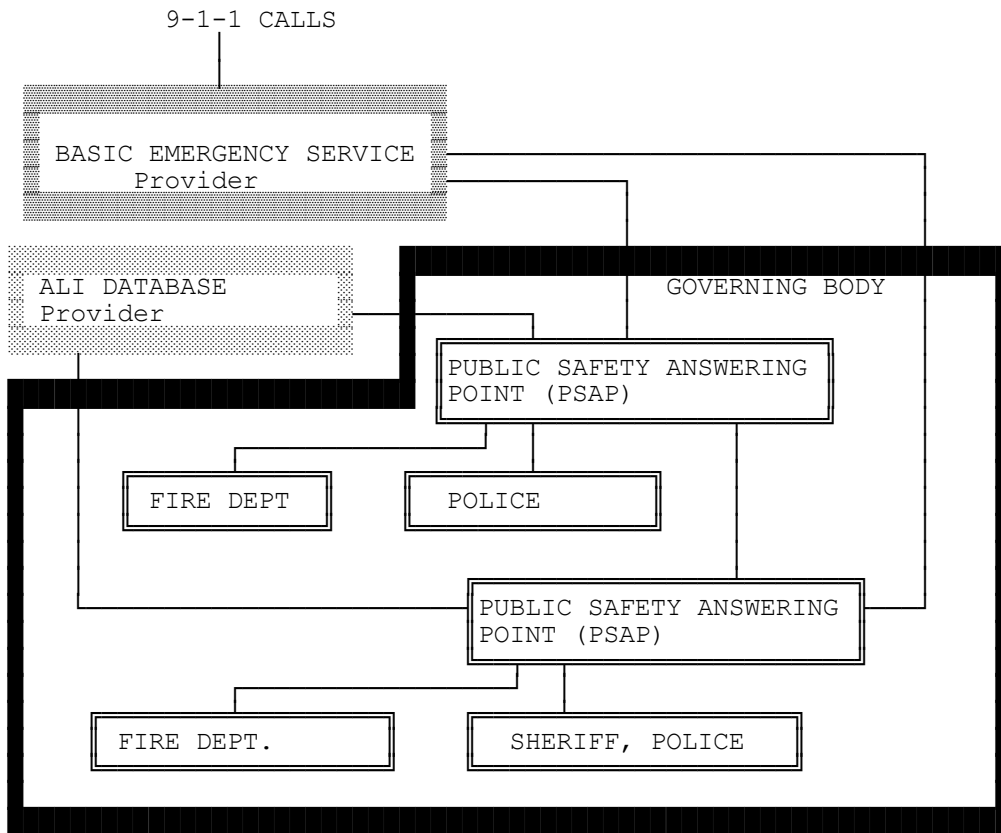 9-1-1 CALLS
BASIC EMERGENCY SERVICE
Provider
ALI DATABASE
Provider
GOVERNING BODY
PUBLIC SAFETY ANSWERING
POINT (PSAP)
FIRE DEPT
POLICE
PUBLIC SAFETY ANSWERING
POINT (PSAP)
FIRE DEPT.
SHERIFF, POLICE